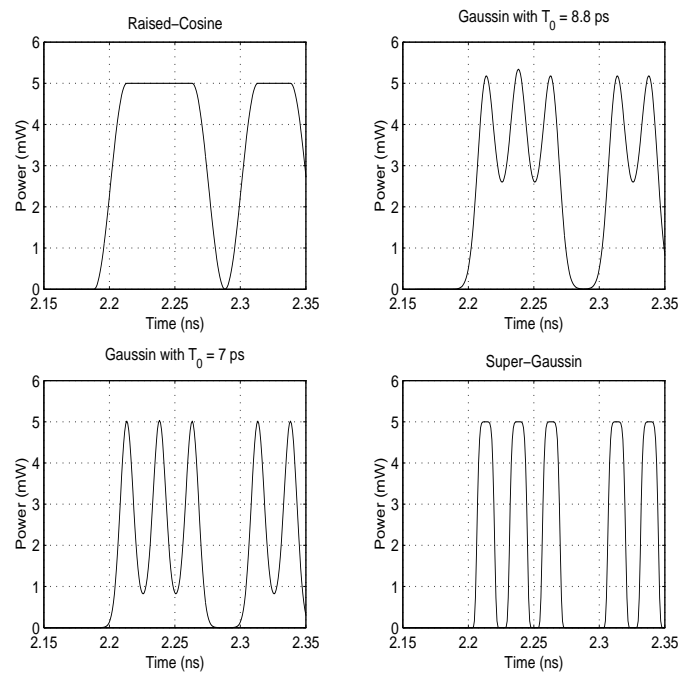 Raised−Cosine
6
5
4
3
2
1
0
Power (mW)
2.15 2.2 2.25 2.3 2.35
Time (ns)
Gaussin with T0 = 8.8 ps
6
5
4
3
2
1
0
Power (mW)
2.15 2.2 2.25 2.3 2.35
Time (ns)
Gaussin with T0 = 7 ps
6
5
4
3
2
1
0
Power (mW)
2.15 2.2 2.25 2.3 2.35
Time (ns)
Super−Gaussin
6
5
4
3
2
1
0
Power (mW)
2.15 2.2 2.25 2.3 2.35
Time (ns)